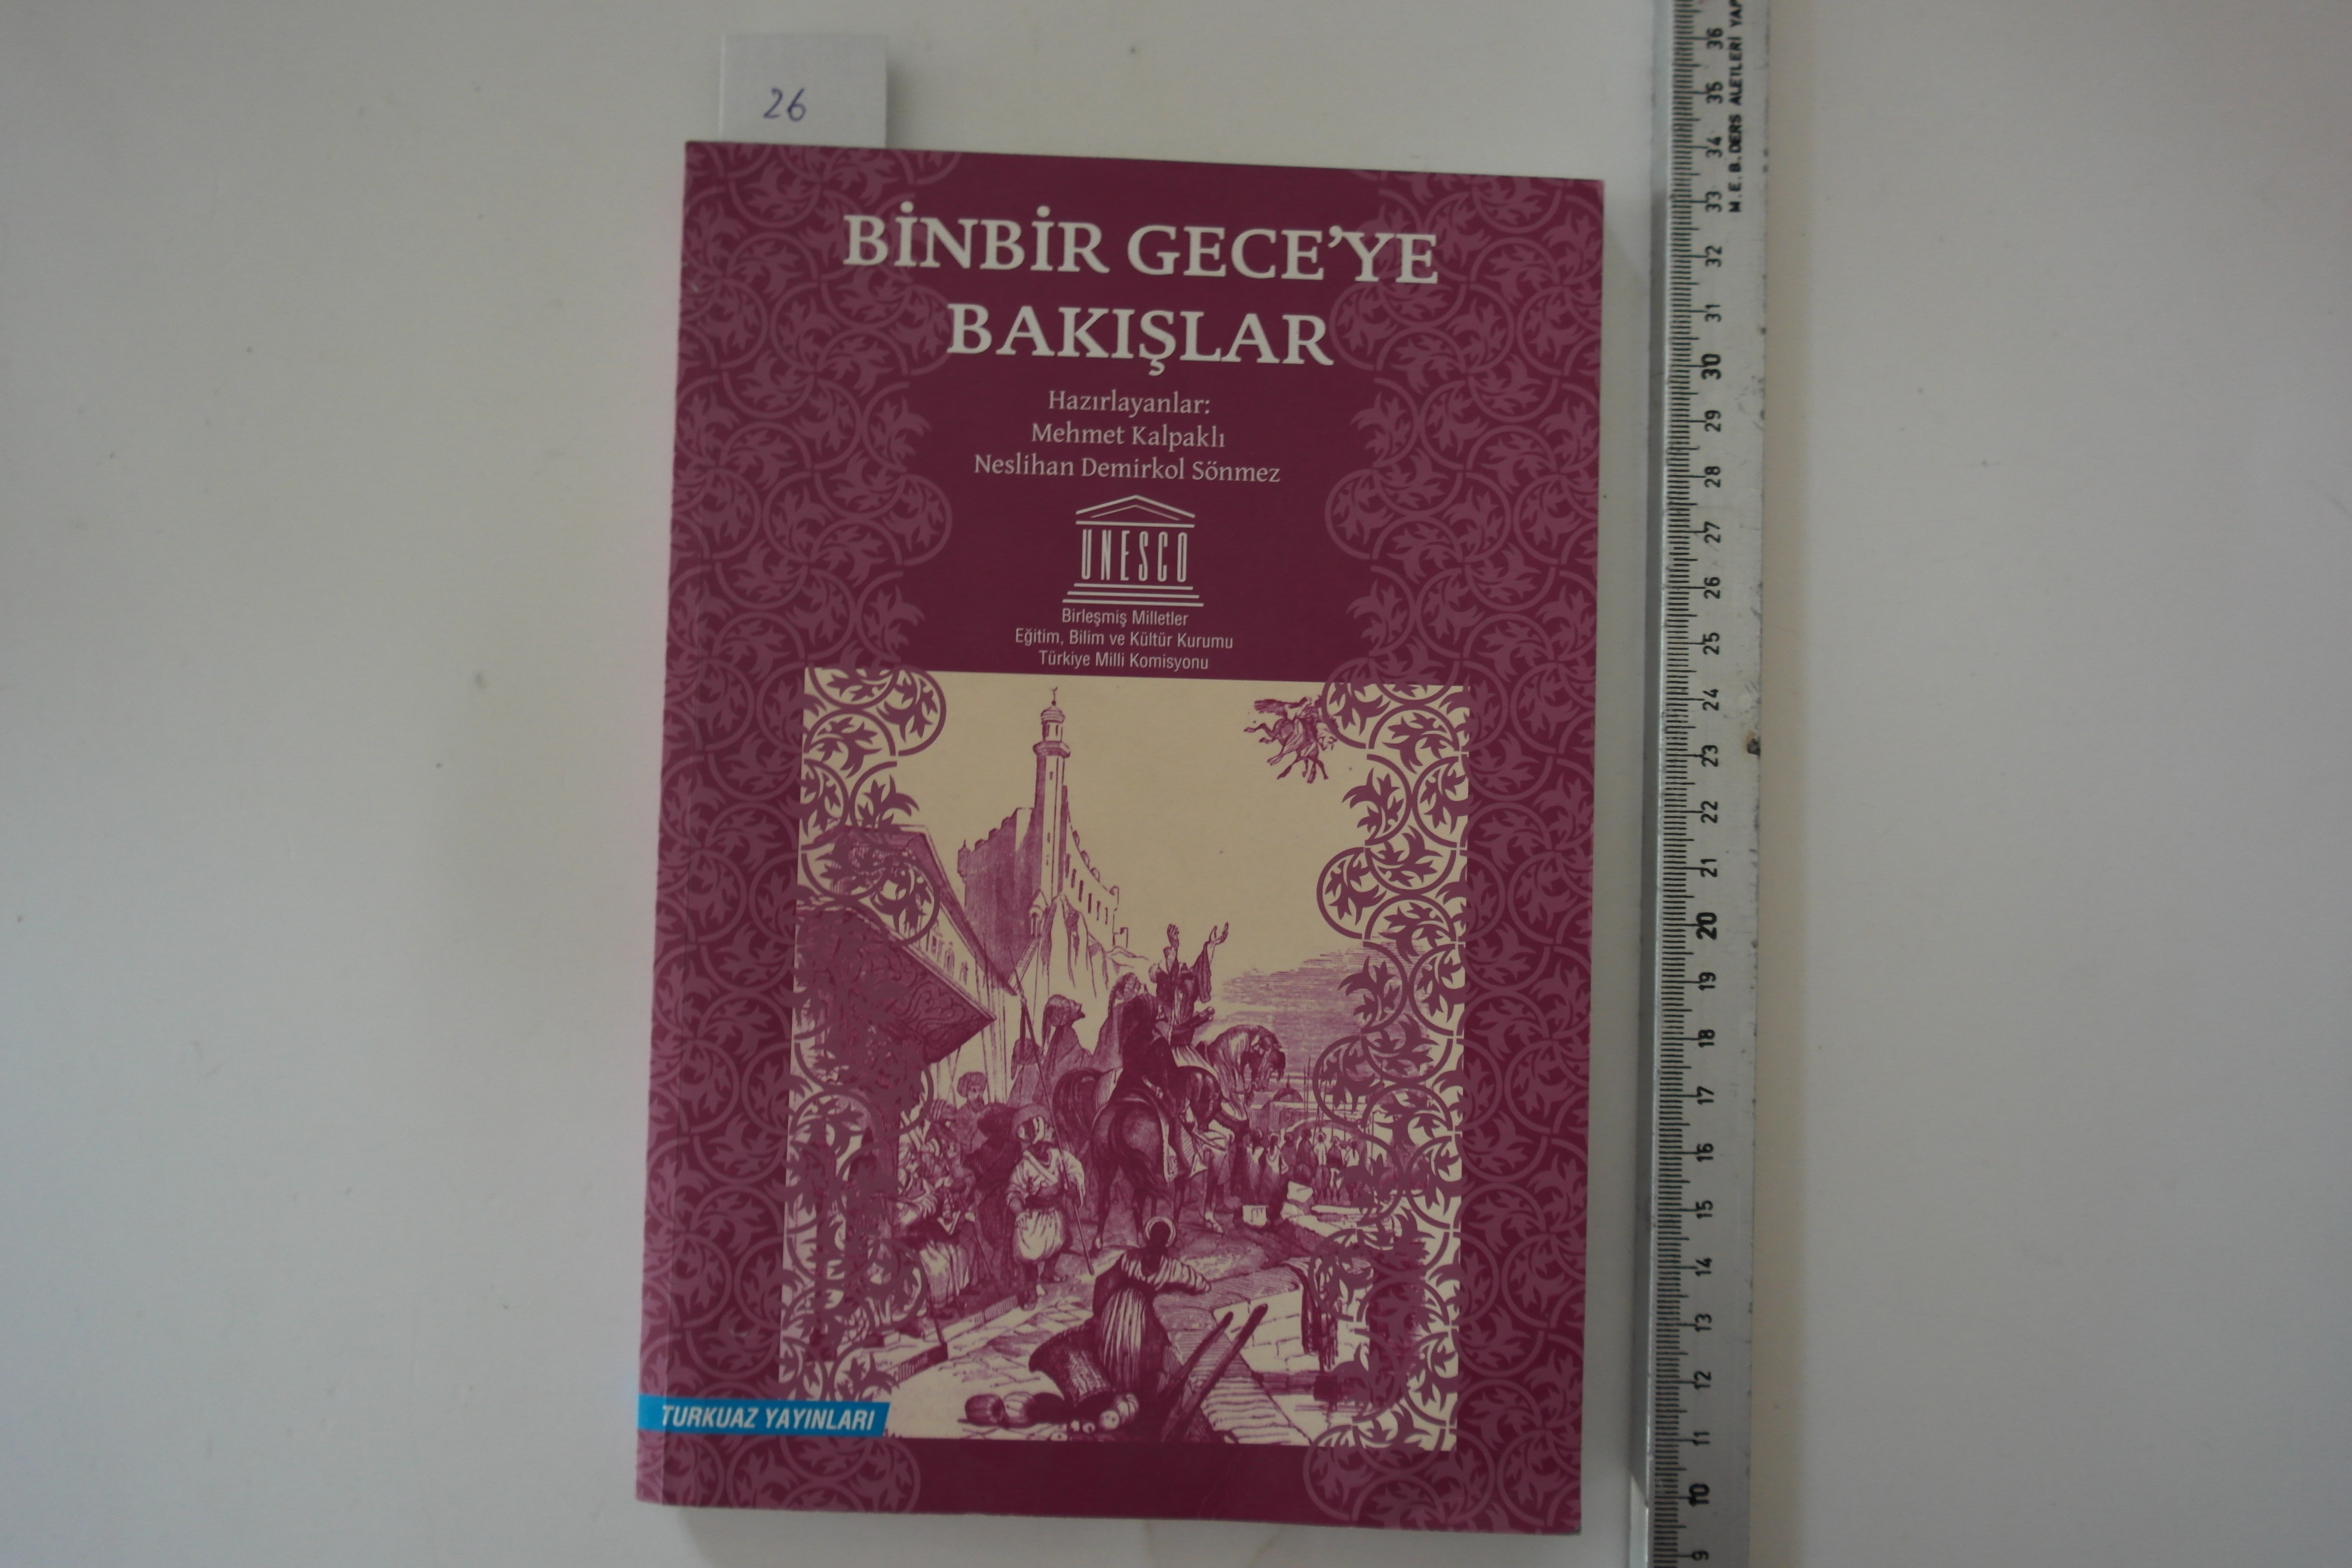 26
BİNBİR GECE'YE
BAKIŞLAR
Hazırlayanlar:
Mehmet Kalpaklı
Neslihan Demirkol Sönmez
UNESCO
Birleşmiş Milletler
Eğitim, Bilim ve Kültür Kurumu
Türkiye Milli Komisyonu
TURKUAZ YAYINLARI
M.E.B. DERS ALETLERİ YAP
36
35
34
33
32
31
30
29
28
27
26
25
24
23
22
21
20
19
18
17
16
15
14
13
12
11
10
9